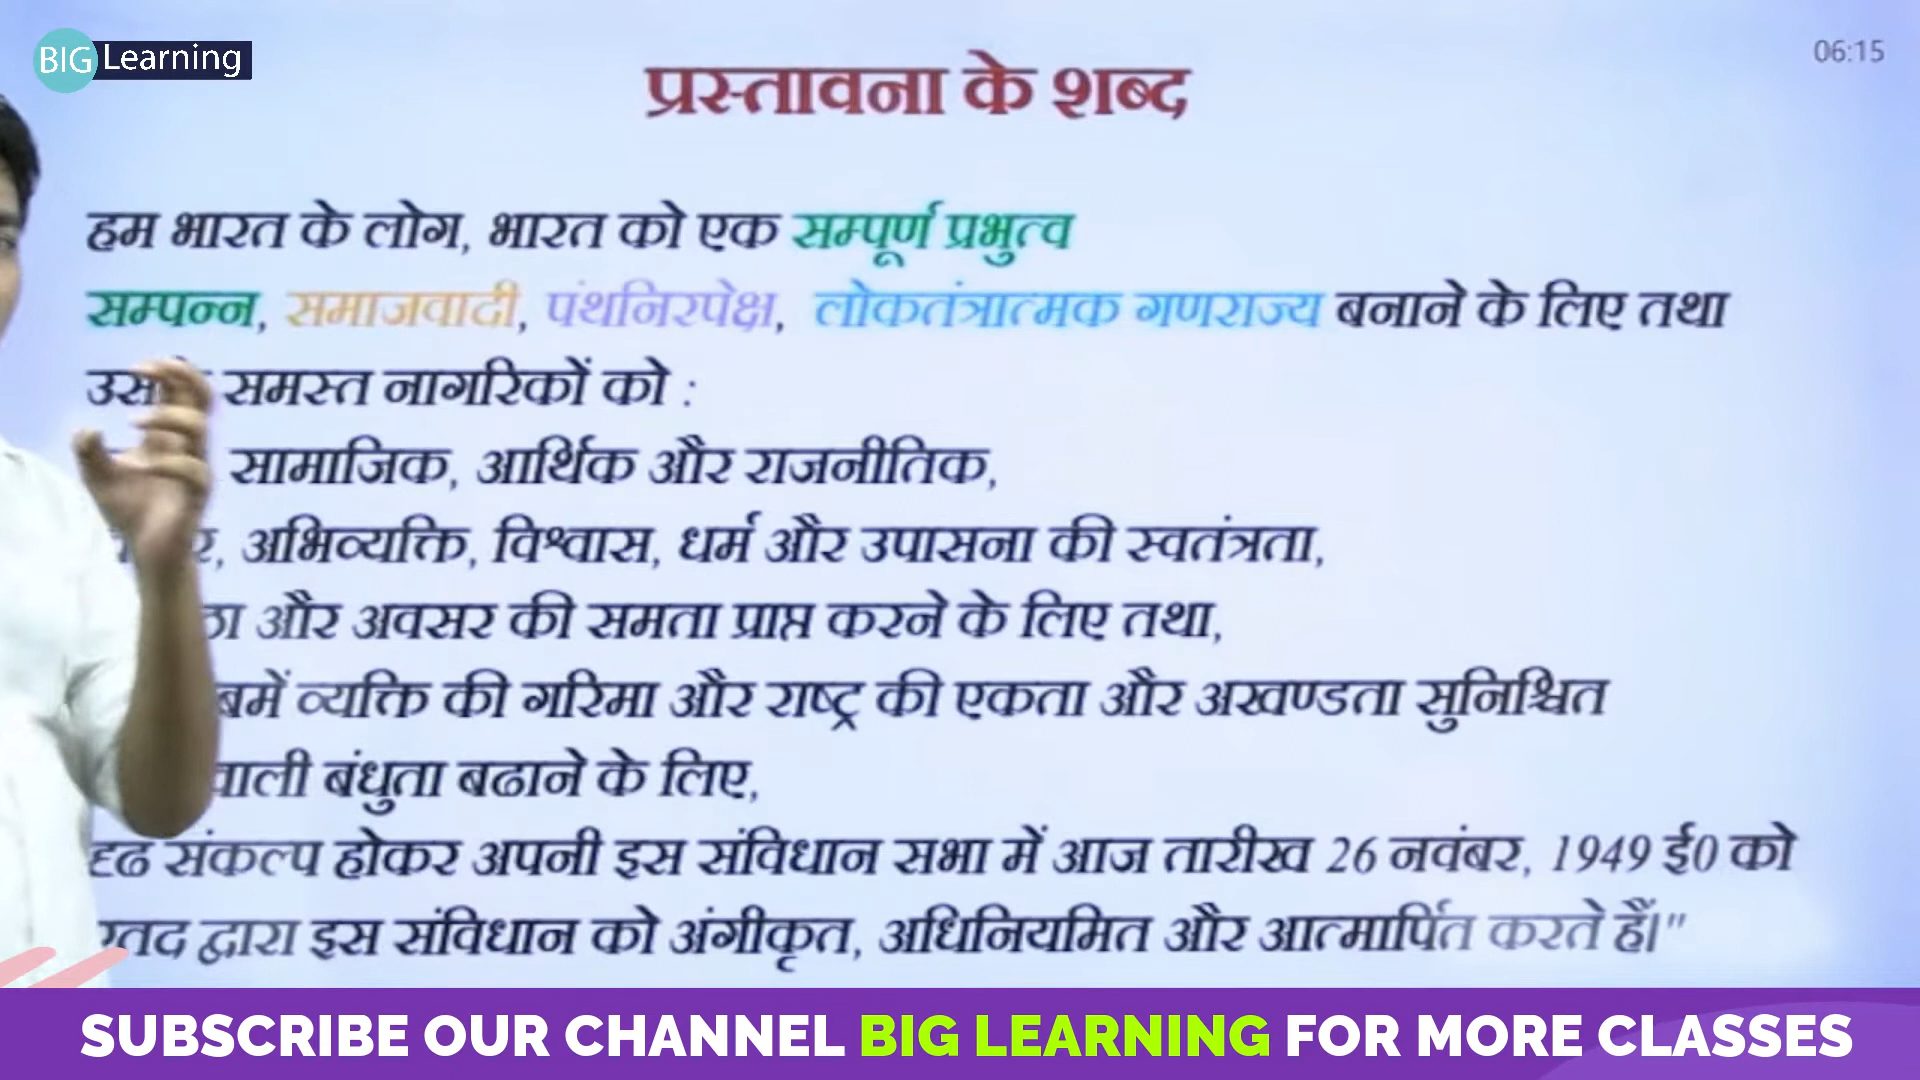 BIG Learning
06:15
प्रस्तावना के शब्द
हम भारत के लोग, भारत को एक सम्पूर्ण प्रभुत्व
सम्पन्न, समाजवादी, पंथनिरपेक्ष, लोकतंत्रात्मक गणराज्य बनाने के लिए तथा
समस्त नागरिकों को :
सामाजिक, आर्थिक और राजनीतिक,
अभिव्यक्ति, विश्वास, धर्म और उपासना की स्वतंत्रता,
और अवसर की समता प्राप्त करने के लिए तथा,
व्यक्ति की गरिमा और राष्ट्र की एकता और अखण्डता सुनिश्चित
वाली बंधुता बढाने के लिए,
दृढ संकल्प होकर अपनी इस संविधान सभा में आज तारीख 26 नवंबर, 1949 ई0 को
द्वारा इस संविधान को अंगीकृत, अधिनियमित और आत्मार्पित करते हैं।"
SUBSCRIBE OUR CHANNEL BIG LEARNING FOR MORE CLASSES